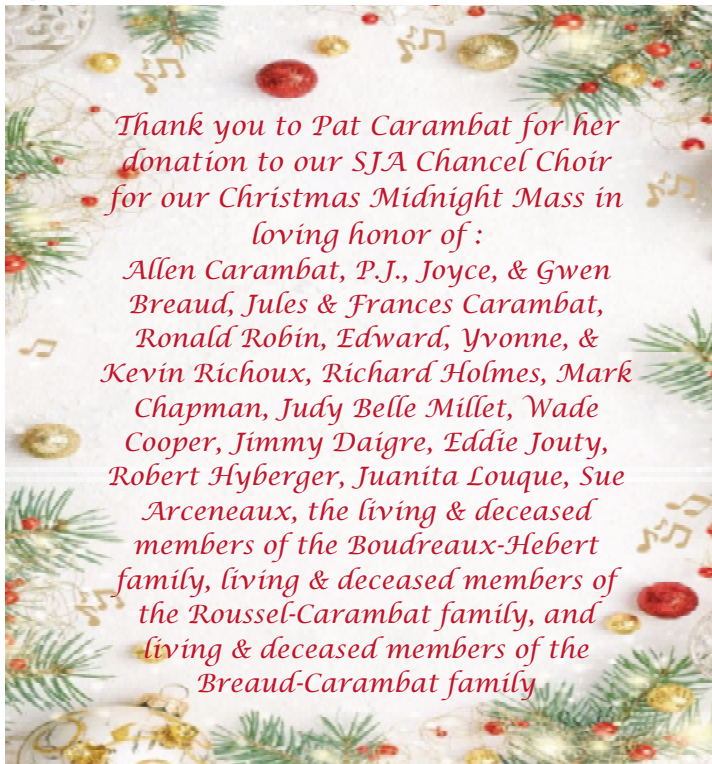 Thank you to Pat Carambat for her
donation to our SJA Chancel Choir
for our Christmas Midnight Mass in
loving honor of :
Allen Carambat, P.J., Joyce, & Gwen
Breaud, Jules & Frances Carambat,
Ronald Robin, Edward, Yvonne, &
Kevin Richoux, Richard Holmes, Mark
Chapman, Judy Belle Millet, Wade
Cooper, Jimmy Daigre, Eddie Jouty,
Robert Hyberger, Juanita Louque, Sue
Arceneaux, the living & deceased
members of the Boudreaux-Hebert
family, living & deceased members of
the Roussel-Carambat family, and
living & deceased members of the
Breaud-Carambat family